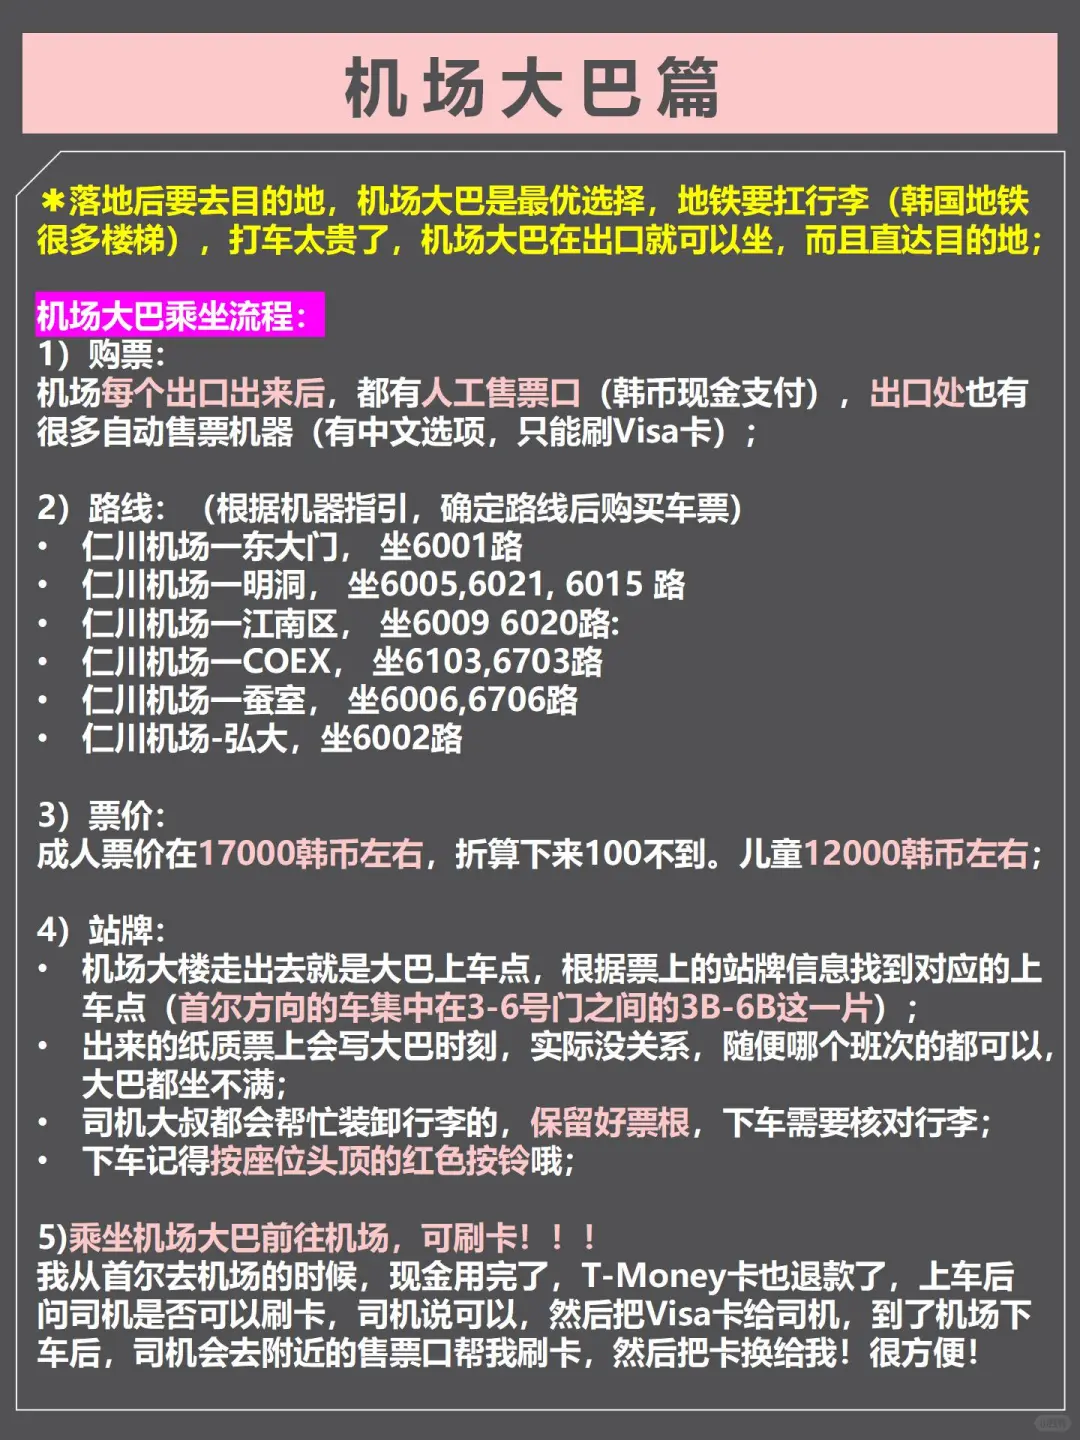 机场大巴篇
*落地后要去目的地，机场大巴是最优选择，地铁要扛行李（韩国地铁
很多楼梯），打车太贵了，机场大巴在出口就可以坐，而且直达目的地；
机场大巴乘坐流程：
1）购票：
机场每个出口出来后，都有人工售票口（韩币现金支付），出口处也有
很多自动售票机器（有中文选项，只能刷Visa卡）；
2）路线：（根据机器指引，确定路线后购买车票）
• 仁川机场—东大门， 坐6001路
• 仁川机场—明洞， 坐6005,6021, 6015 路
• 仁川机场—江南区， 坐6009 6020路:
• 仁川机场—COEX， 坐6103,6703路
• 仁川机场—蚕室， 坐6006,6706路
• 仁川机场-弘大，坐6002路
3）票价：
成人票价在17000韩币左右，折算下来100不到。儿童12000韩币左右；
4）站牌：
• 机场大楼走出去就是大巴上车点，根据票上的站牌信息找到对应的上
车点（首尔方向的车集中在3-6号门之间的3B-6B这一片）；
• 出来的纸质票上会写大巴时刻，实际没关系，随便哪个班次的都可以，
大巴都坐不满；
• 司机大叔都会帮忙装卸行李的，保留好票根，下车需要核对行李；
• 下车记得按座位头顶的红色按铃哦；
5)乘坐机场大巴前往机场，可刷卡！！！
我从首尔去机场的时候，现金用完了，T-Money卡也退款了，上车后
问司机是否可以刷卡，司机说可以，然后把Visa卡给司机，到了机场下
车后，司机会去附近的售票口帮我刷卡，然后把卡换给我！很方便！